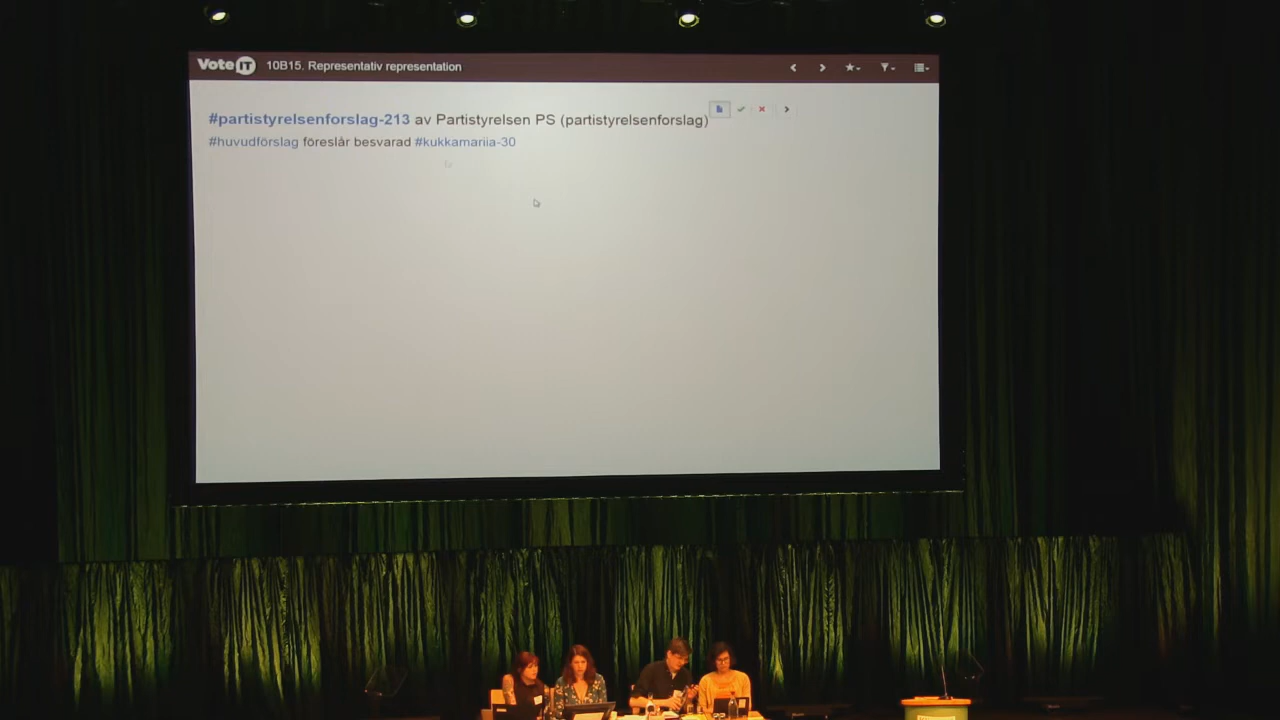 VoteIT 10B15. Representativ representation
#partistyrelsenforslag-213 av Partistyrelsen PS (partistyrelsenforslag)
#huvudförslag föreslår besvarad #kukkamariia-30